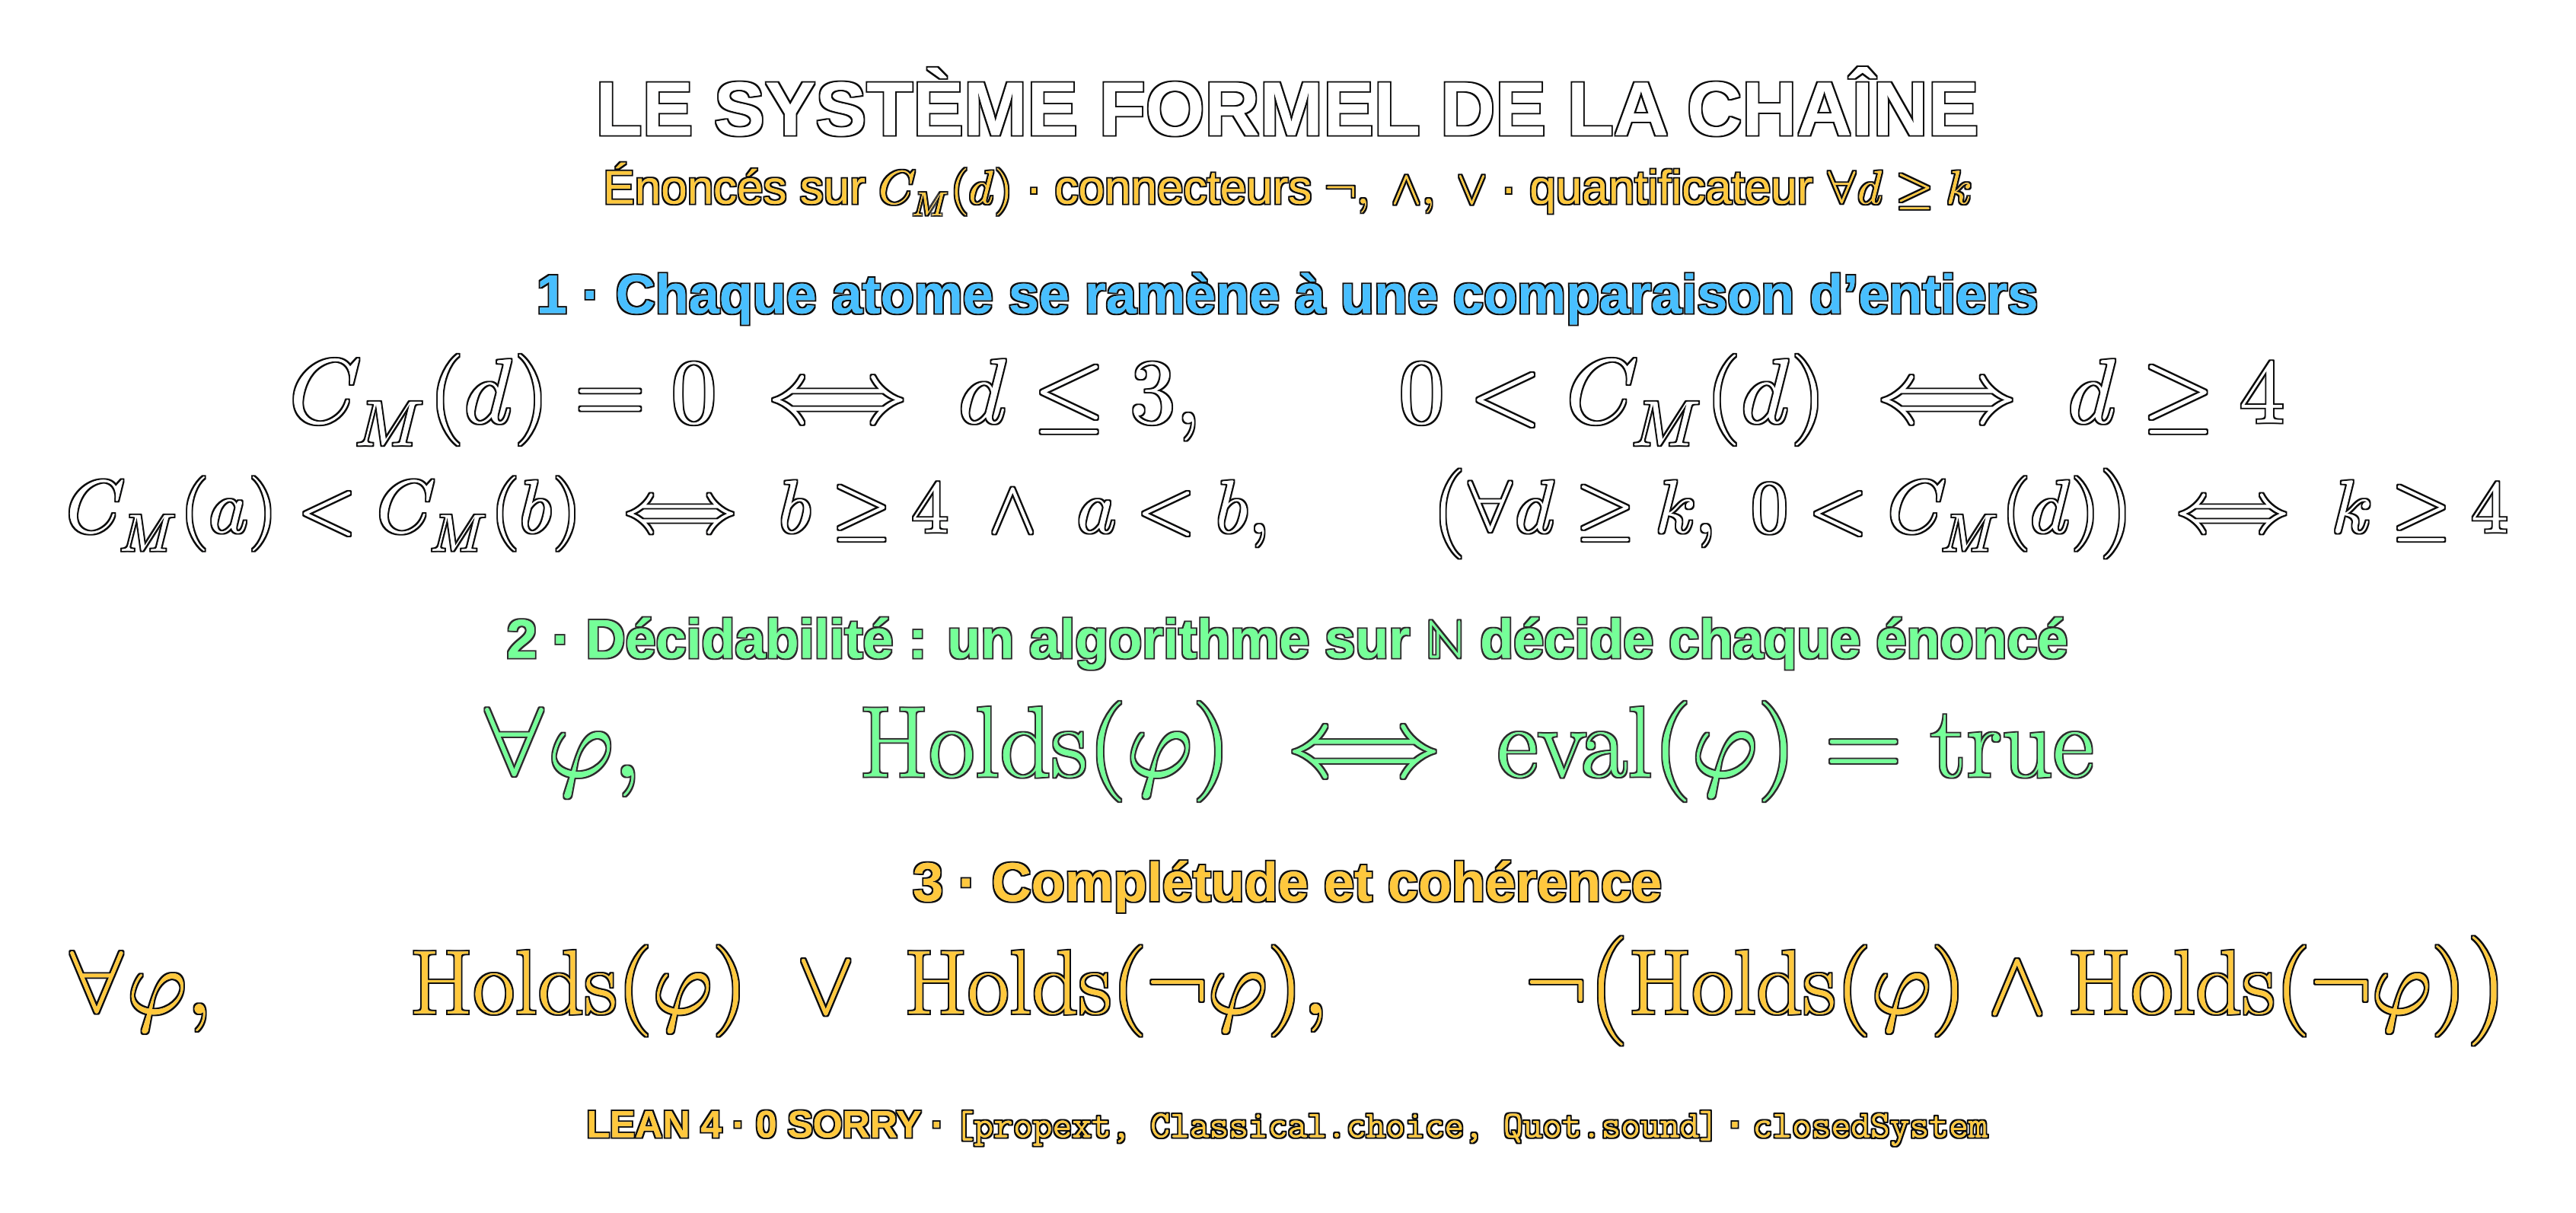 LE SYSTÈME FORMEL DE LA CHAÎNE
Énoncés sur C_M(d) · connecteurs ¬, ∧, ∨ · quantificateur ∀d ≥ k
1 · Chaque atome se ramène à une comparaison d’entiers
C_M(d) = 0 ⟺ d ≤ 3, 0 < C_M(d) ⟺ d ≥ 4
C_M(a) < C_M(b) ⟺ b ≥ 4 ∧ a < b, (∀d ≥ k, 0 < C_M(d)) ⟺ k ≥ 4
2 · Décidabilité : un algorithme sur ℕ décide chaque énoncé
∀φ, Holds(φ) ⟺ eval(φ) = true
3 · Complétude et cohérence
∀φ, Holds(φ) ∨ Holds(¬φ), ¬(Holds(φ) ∧ Holds(¬φ))
LEAN 4 · 0 SORRY · [propext, Classical.choice, Quot.sound] · closedSystem